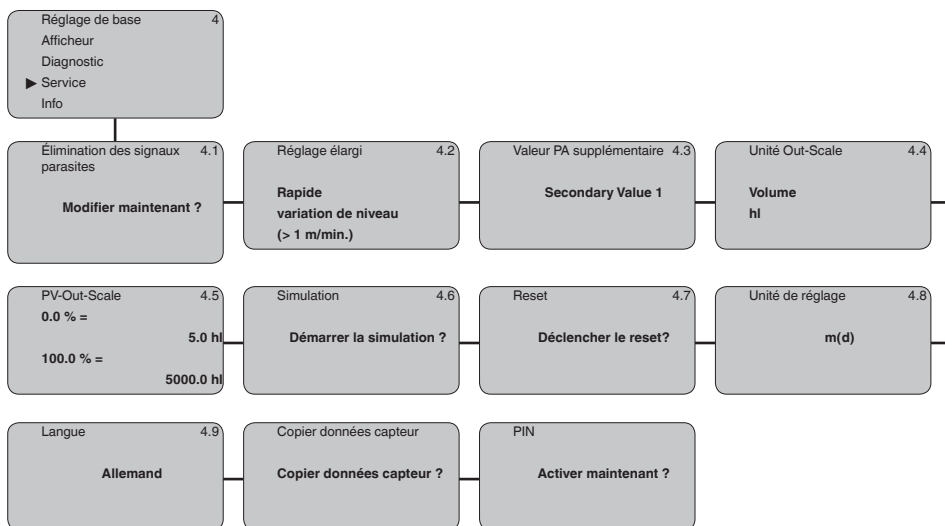 Réglage de base 4
Afficheur
Diagnostic
▶ Service
Info
Élimination des signaux 4.1
parasites
Modifier maintenant ?
Réglage élargi 4.2
Rapide
variation de niveau
(> 1 m/min.)
Valeur PA supplémentaire 4.3
Secondary Value 1
Unité Out-Scale 4.4
Volume
hl
PV-Out-Scale 4.5
0.0 % =
5.0 hl
100.0 % =
5000.0 hl
Simulation 4.6
Démarrer la simulation ?
Reset 4.7
Déclencher le reset?
Unité de réglage 4.8
m(d)
Langue 4.9
Allemand
Copier données capteur
Copier données capteur ?
PIN
Activer maintenant ?